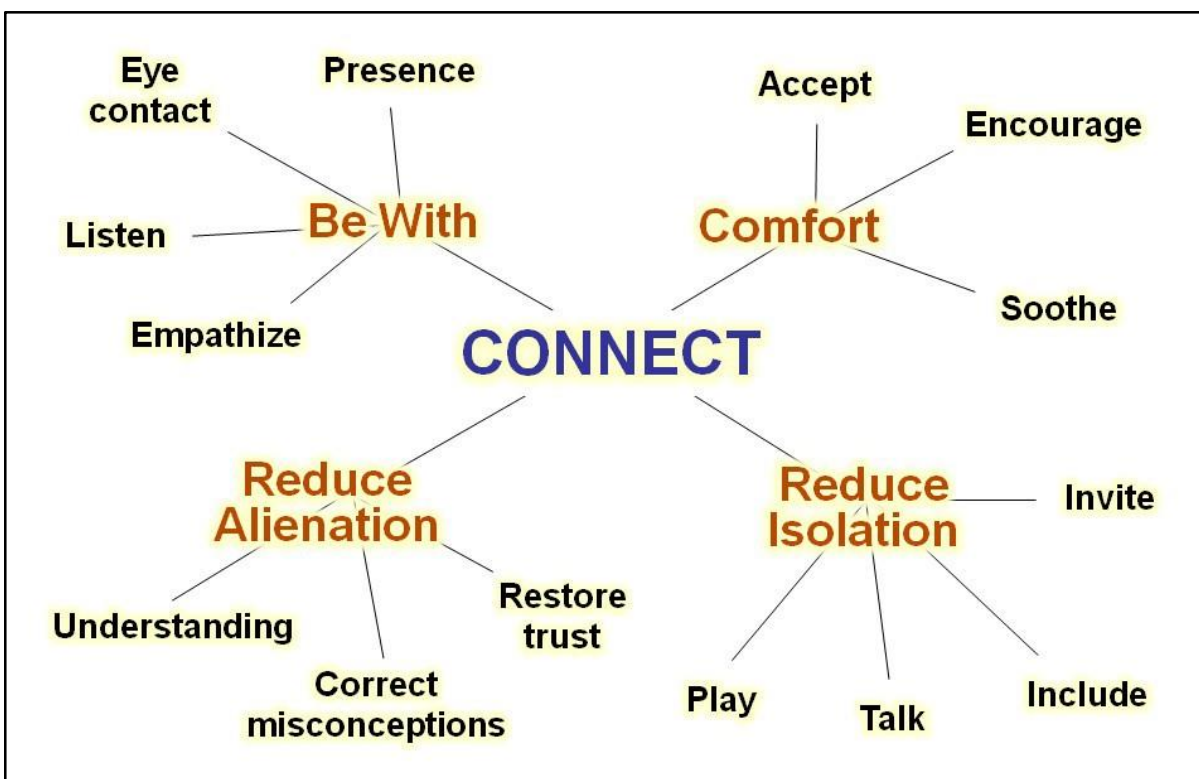 Eye
contact
Presence
Listen
Be With
Empathize
Accept
Encourage
Comfort
Soothe
CONNECT
Reduce
Alienation
Understanding
Correct
misconceptions
Restore
trust
Reduce
Isolation
Invite
Play
Talk
Include